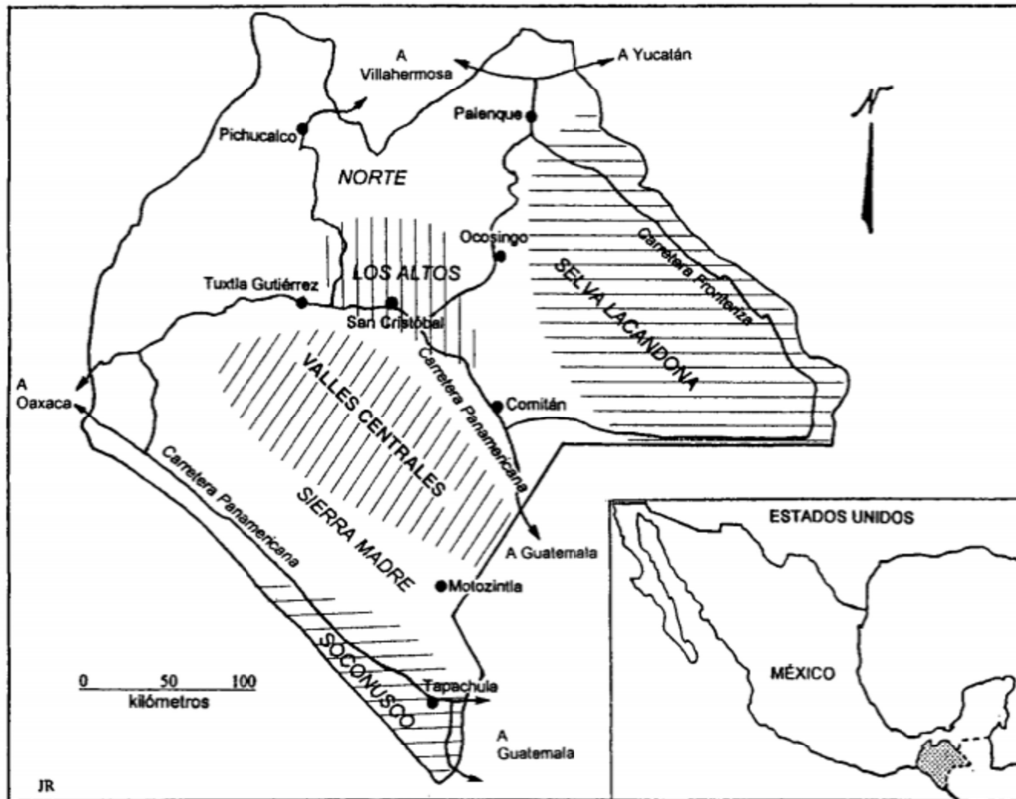 A
Villahermosa
A Yucatán
N
Palenque
Pichucalco
NORTE
Ocosingo
Carretera Fronteriza
LOS ALTOS
SELVA LACANDONA
Tuxtla Gutiérrez
San Cristóbal
VALLES CENTRALES
Carretera Panamericana
A
Oaxaca
Comitán
Carretera Panamericana
SIERRA MADRE
ESTADOS UNIDOS
A Guatemala
Motozintla
SOCONUSCO
MÉXICO
Tapachula
0 50 100
kilómetros
A
Guatemala
JR